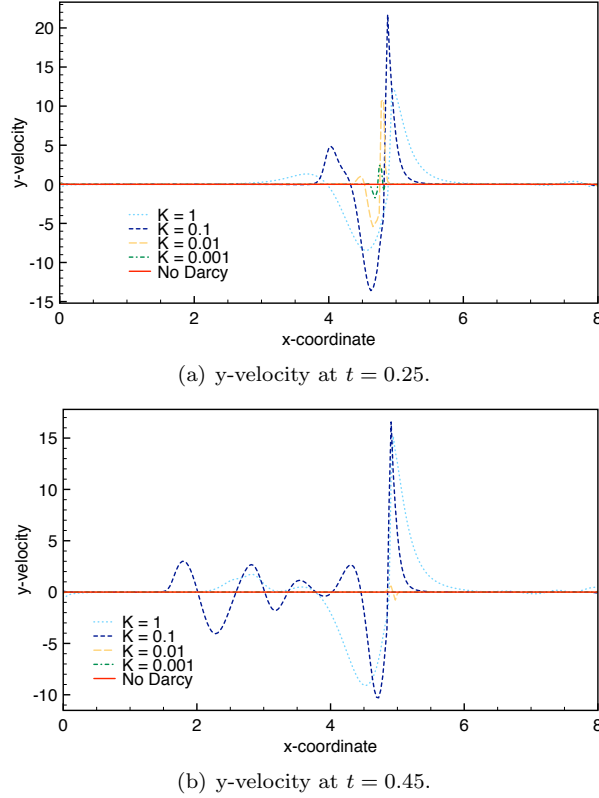 20
15
10
5
0
-5
-10
-15
y-velocity
K = 1
K = 0.1
K = 0.01
K = 0.001
No Darcy
0 2 4 6 8
x-coordinate
(a) y-velocity at t = 0.25.
15
10
5
0
-5
-10
y-velocity
K = 1
K = 0.1
K = 0.01
K = 0.001
No Darcy
0 2 4 6 8
x-coordinate
(b) y-velocity at t = 0.45.